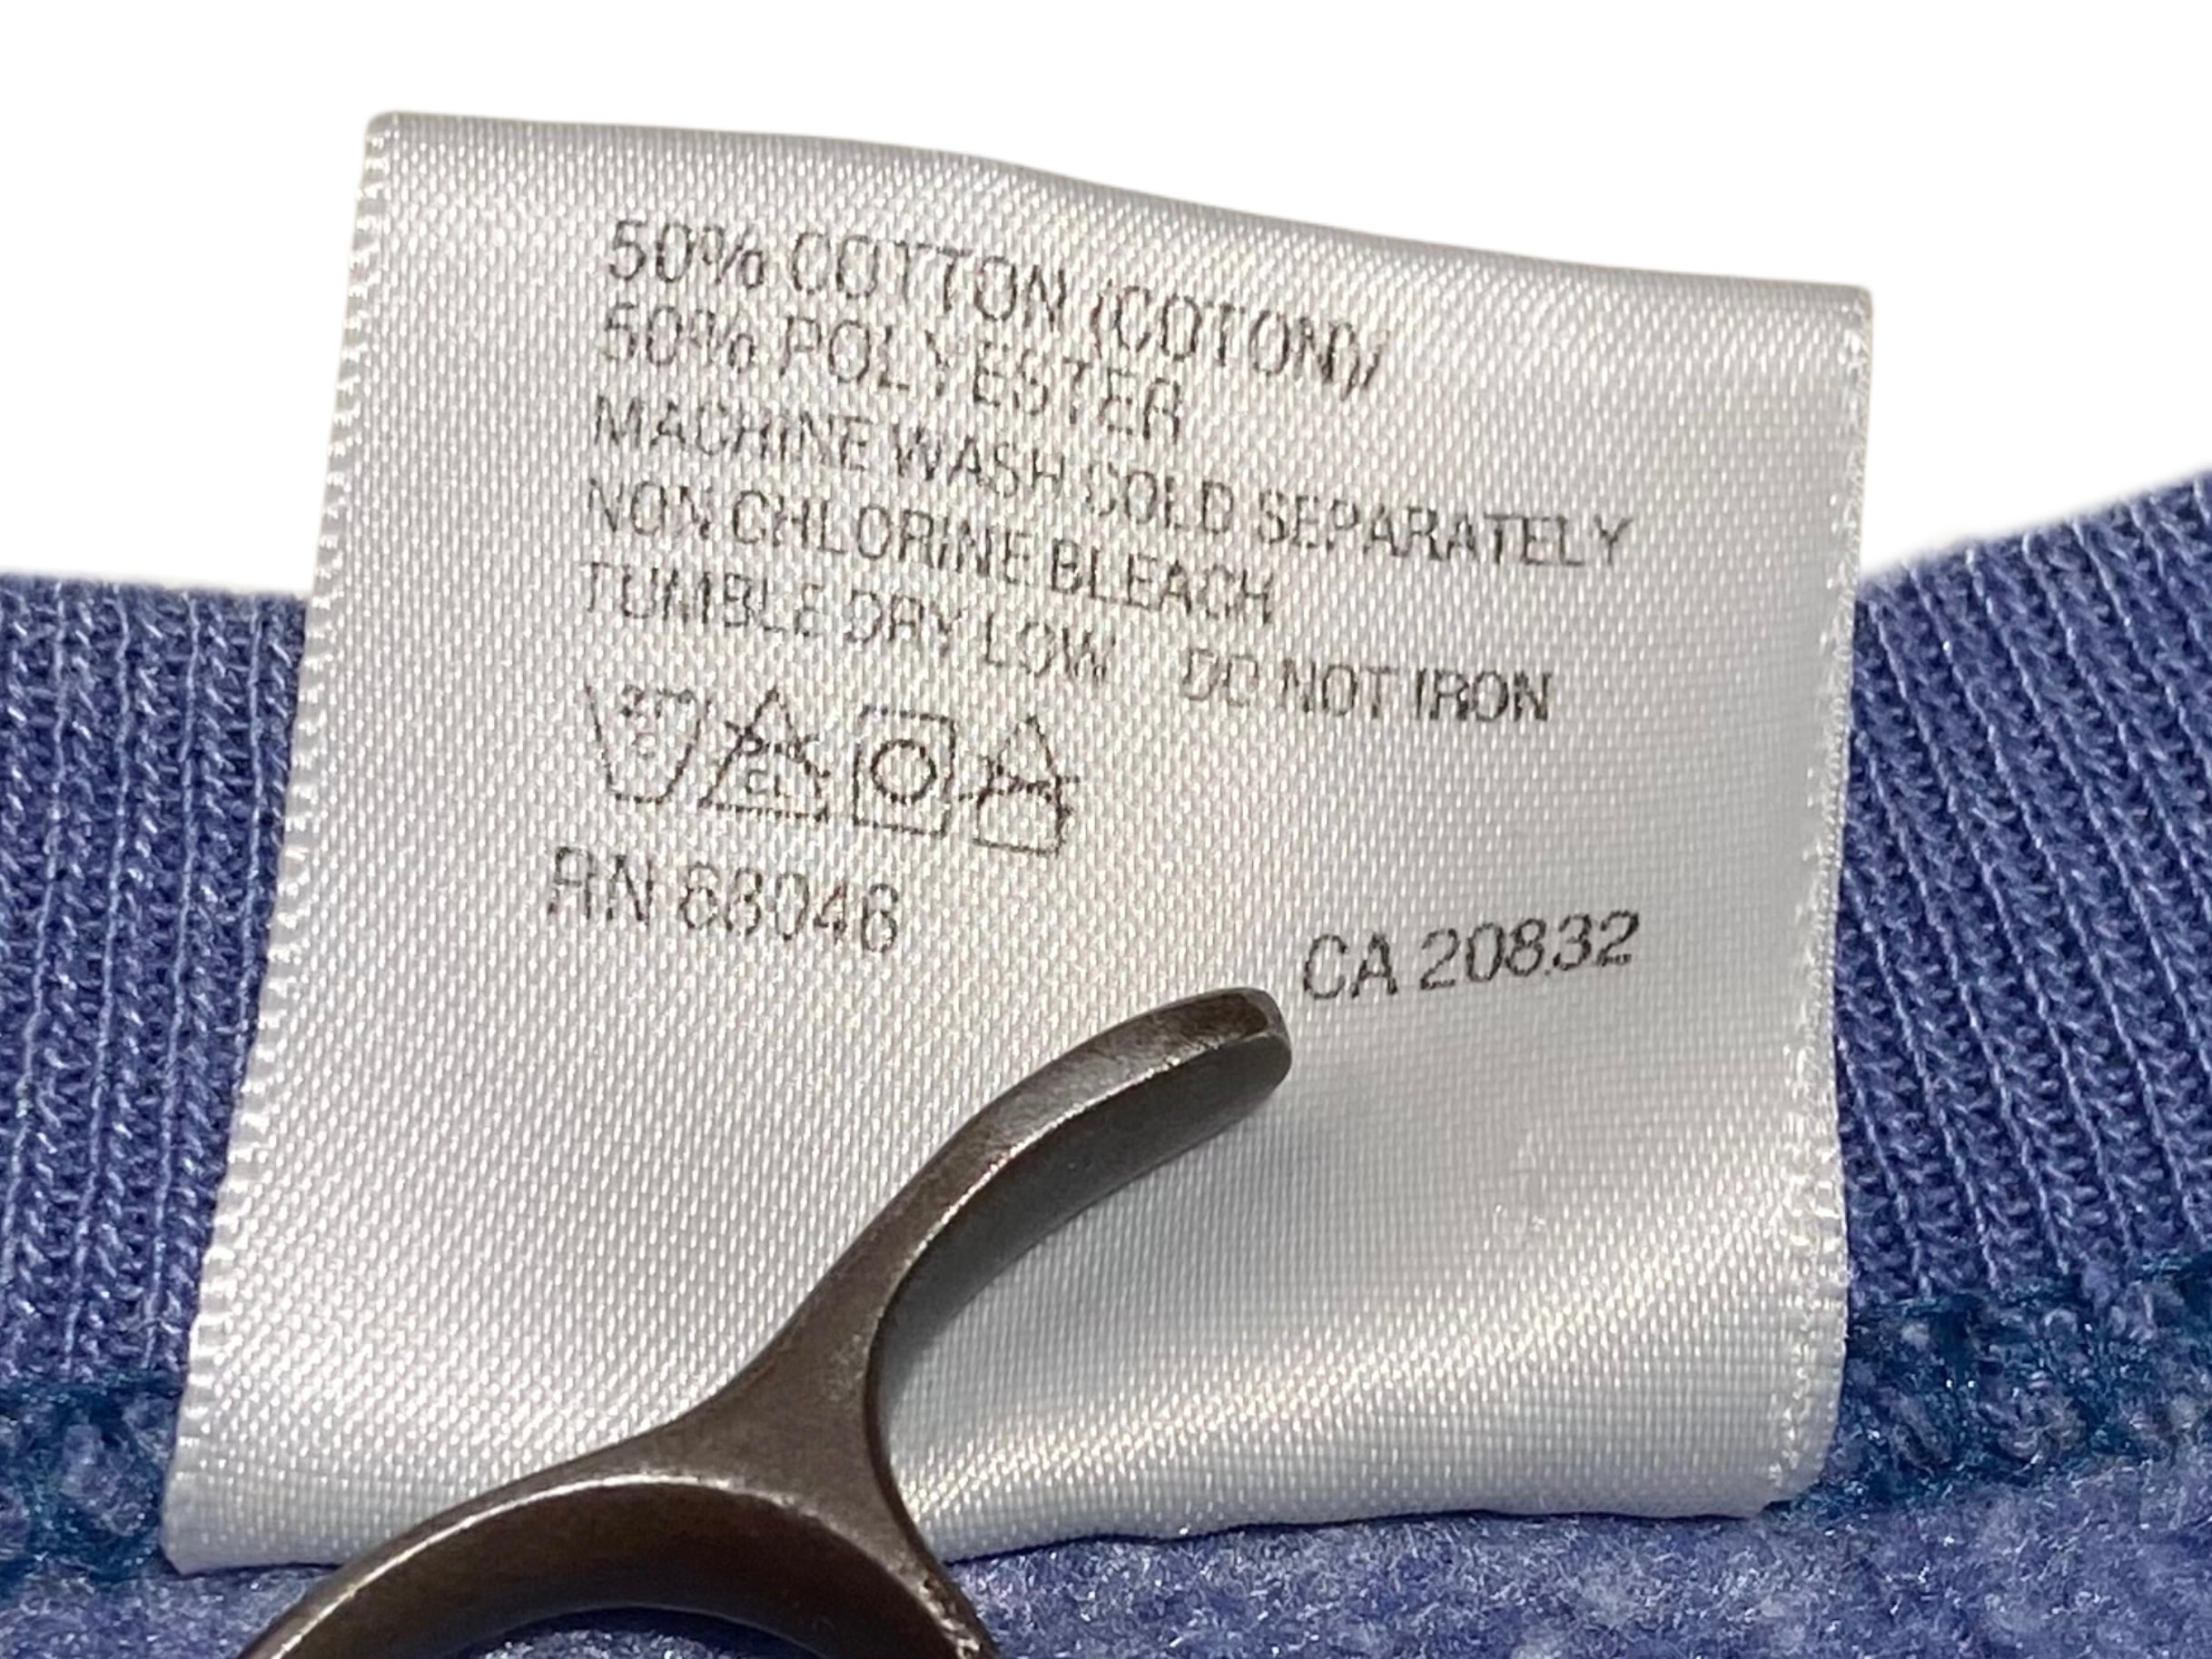 50% COTTON (COTON)/
50% POLYESTER
MACHINE WASH COLD SEPARATELY
NON CHLORINE BLEACH
TUMBLE DRY LOW DO NOT IRON
CL
RN CA 20832